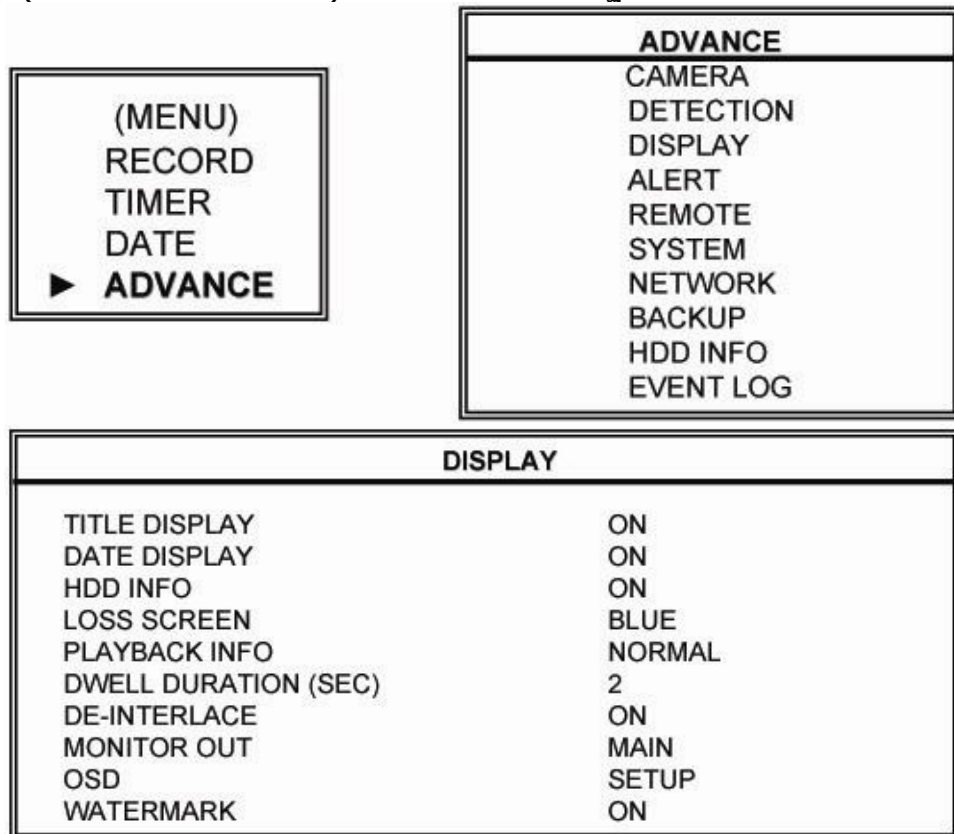 (MENU)
RECORD
TIMER
DATE
► ADVANCE
ADVANCE
CAMERA
DETECTION
DISPLAY
ALERT
REMOTE
SYSTEM
NETWORK
BACKUP
HDD INFO
EVENT LOG
DISPLAY
TITLE DISPLAY ON
DATE DISPLAY ON
HDD INFO ON
LOSS SCREEN BLUE
PLAYBACK INFO NORMAL
DWELL DURATION (SEC) 2
DE-INTERLACE ON
MONITOR OUT MAIN
OSD SETUP
WATERMARK ON